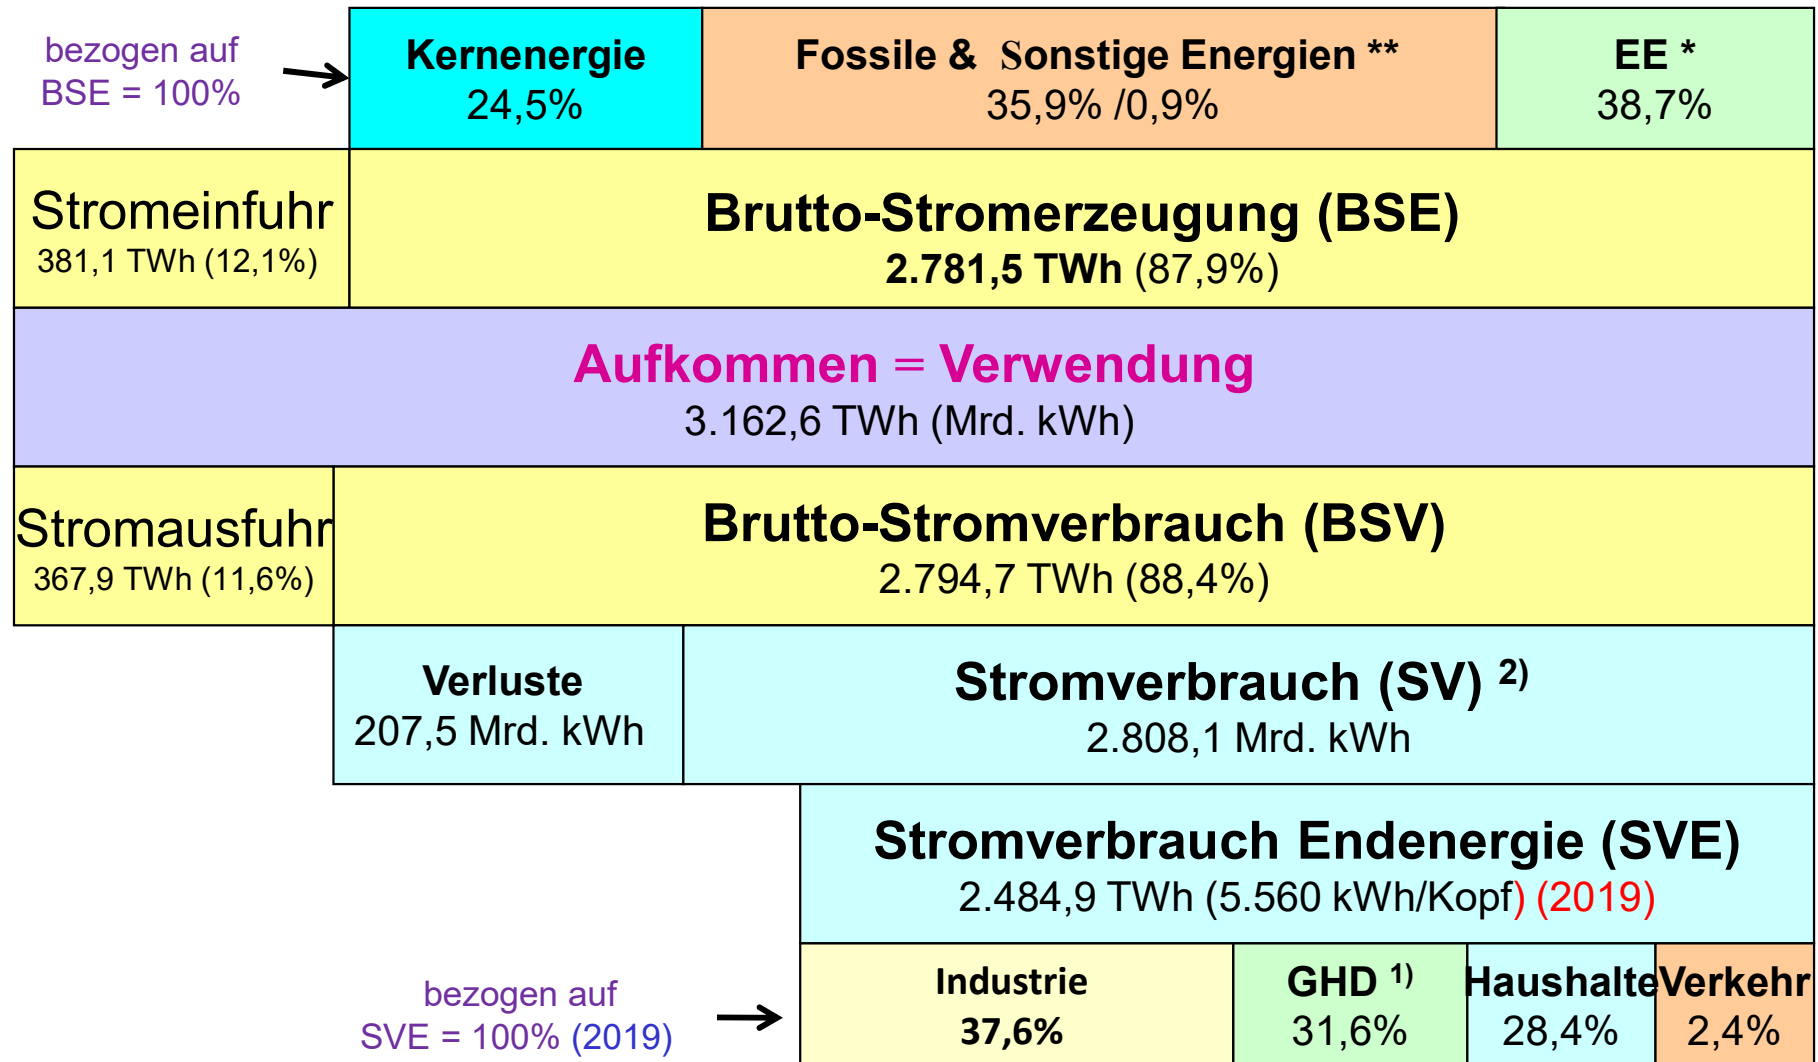 bezogen auf
BSE = 100%
Kernenergie
24,5%
Fossile & Sonstige Energien **
35,9% /0,9%
EE *
38,7%
Stromeinfuhr
381,1 TWh (12,1%)
Brutto-Stromerzeugung (BSE)
2.781,5 TWh (87,9%)
Aufkommen = Verwendung
3.162,6 TWh (Mrd. kWh)
Stromausfuhr
367,9 TWh (11,6%)
Brutto-Stromverbrauch (BSV)
2.794,7 TWh (88,4%)
Verluste
207,5 Mrd. kWh
Stromverbrauch (SV) 2)
2.808,1 Mrd. kWh
Stromverbrauch Endenergie (SVE)
2.484,9 TWh (5.560 kWh/Kopf) (2019)
bezogen auf
SVE = 100% (2019)
Industrie
37,6%
GHD 1)
31,6%
Haushalte
28,4%
Verkehr
2,4%